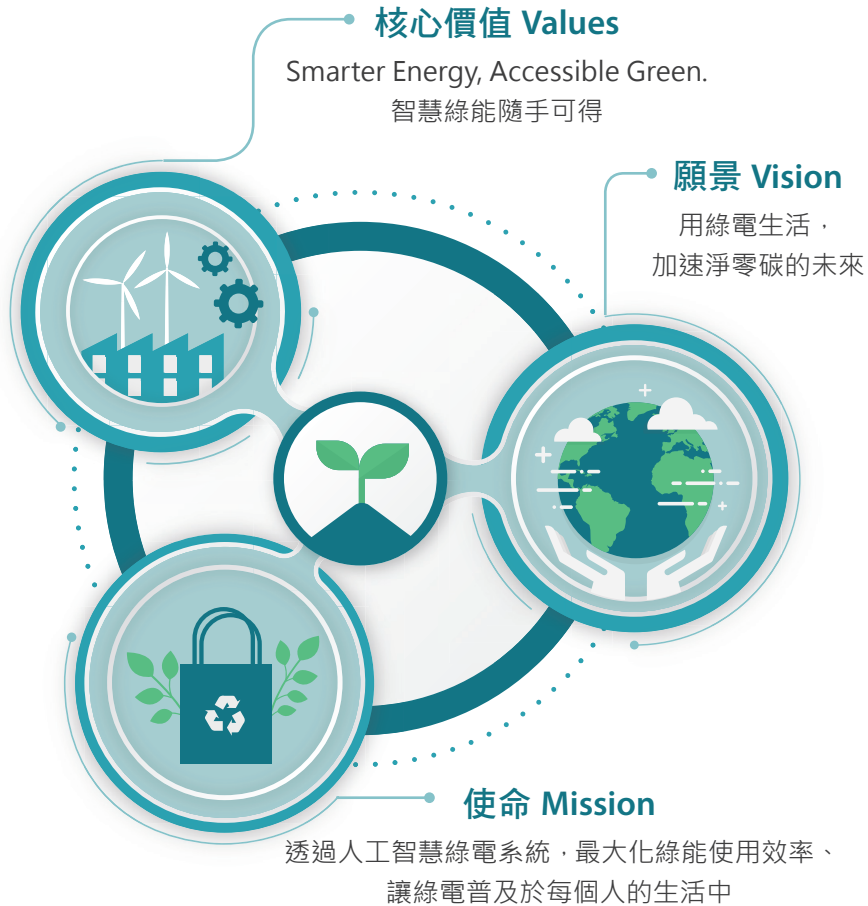 核心價值 Values
Smarter Energy, Accessible Green.
智慧綠能隨手可得
願景 Vision
用綠電生活，
加速淨零碳的未來
使命 Mission
透過人工智慧綠電系統，最大化綠能使用效率、
讓綠電普及於每個人的生活中